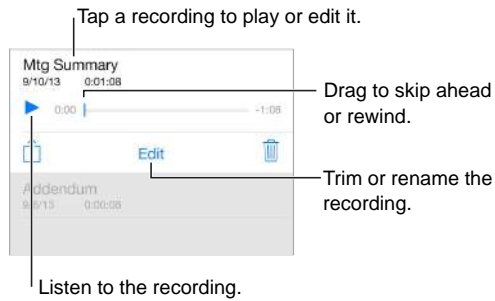 Tap a recording to play or edit it.
Mtg Summary
9/10/13 0:01:08
0:00 -1:08
Drag to skip ahead
or rewind.
Edit
Trim or rename the
recording.
Addendum
9/5/13 0:00:08
Listen to the recording.